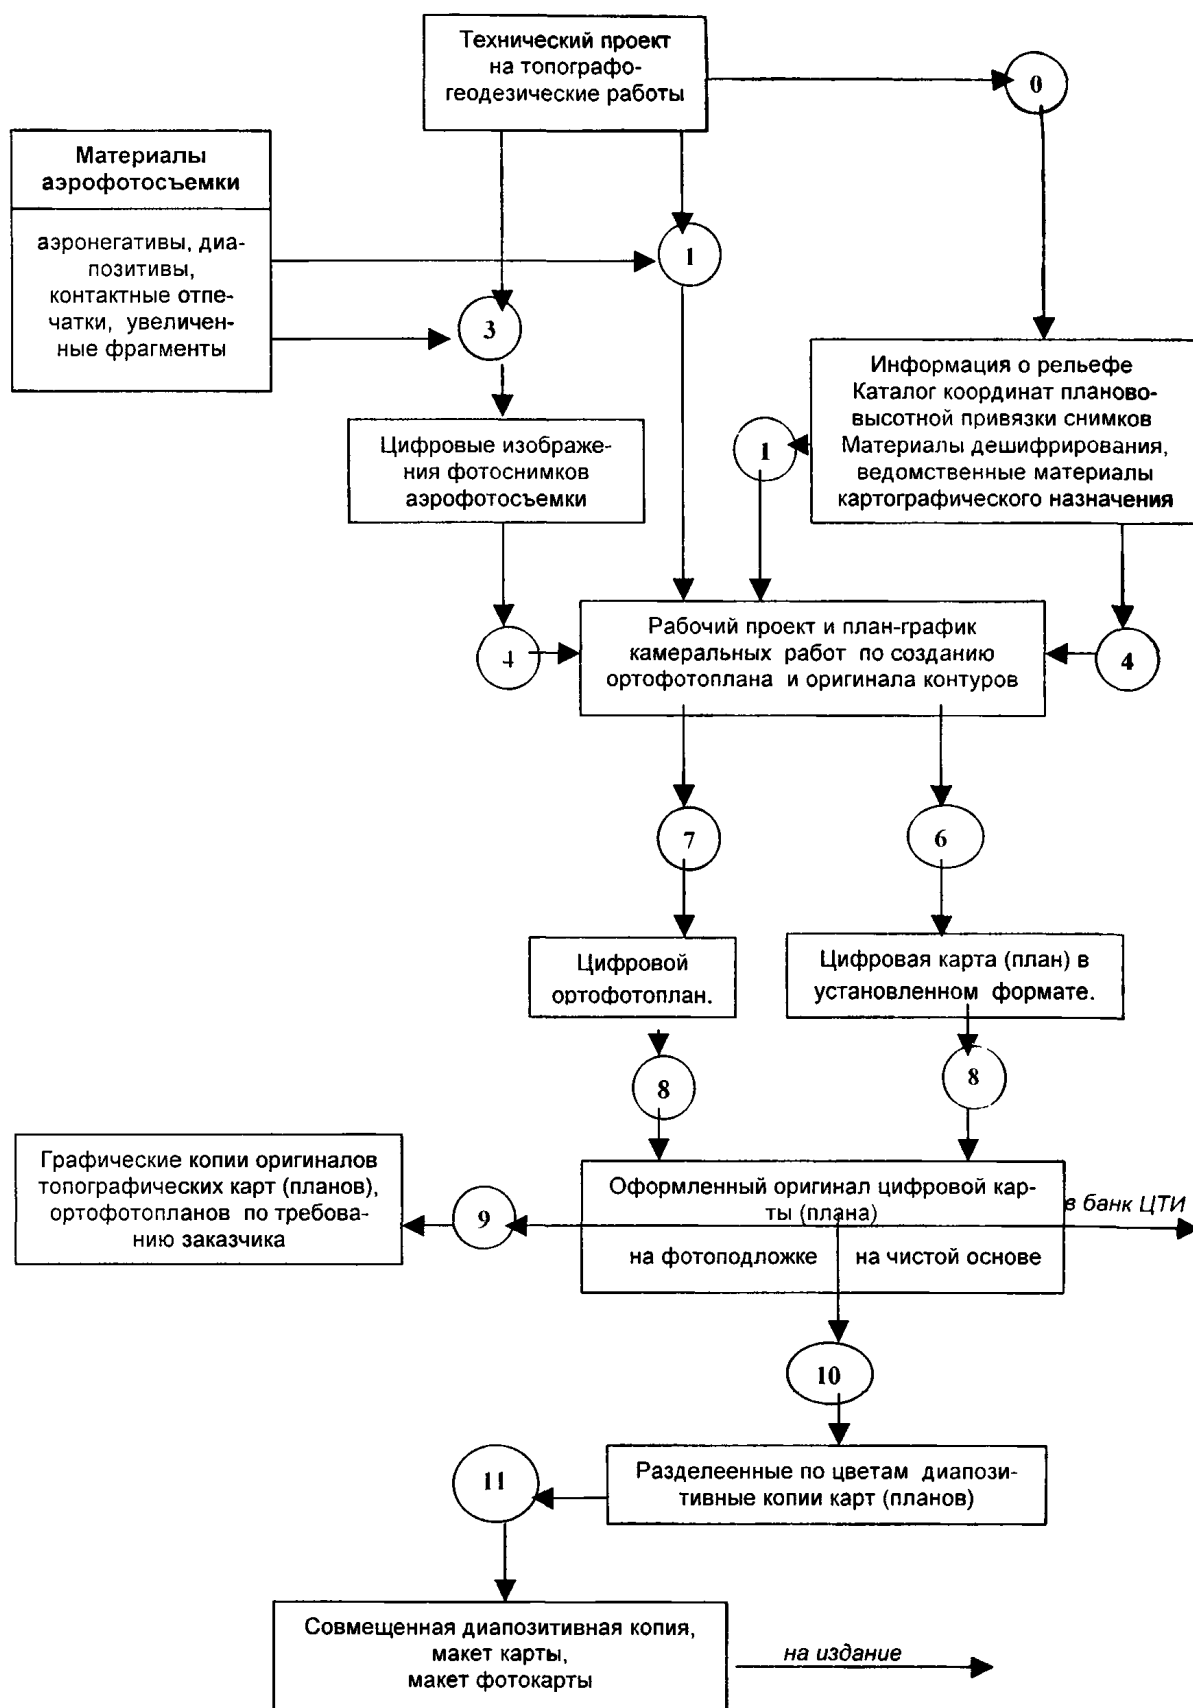 Технический проект
на топографо-
геодезические работы
0
Материалы
аэрофотосъемки
аэронегативы, диа-
позитивы,
контактные отпе-
чатки, увеличен-
ные фрагменты
1
3
Информация о рельефе
Каталог координат планово-
высотной привязки снимков
Материалы дешифрирования,
ведомственные материалы
картографического назначения
1
Цифровые изображе-
ния фотоснимков
аэрофотосъемки
4
Рабочий проект и план-график
камеральных работ по созданию
ортофотоплана и оригинала контуров
4
7
6
Цифровой
ортофотоплан.
Цифровая карта (план) в
установленном формате.
8
8
Графические копии оригиналов
топографических карт (планов),
ортофотопланов по требова-
нию заказчика
9
Оформленный оригинал цифровой кар-
ты (плана)
на фотоподложке
на чистой основе
в банк ЦТИ
10
11
Разделеенные по цветам диапози-
тивные копии карт (планов)
Совмещенная диапозитивная копия,
макет карты,
макет фотокарты
на издание